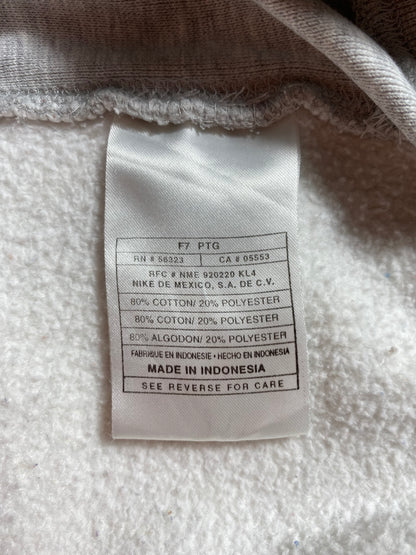 F7 PTG
RN # 56323 CA # 05553
RFC # NME 920220 KL4
NIKE DE MEXICO, S.A. DE C.V.
80% COTTON/ 20% POLYESTER
80% COTTON/ 20% POLYESTER
80% ALGODON/ 20% POLYESTER
FABRIQUE EN INDONESIE • HECHO EN INDONESIA
MADE IN INDONESIA
SEE REVERSE FOR CARE